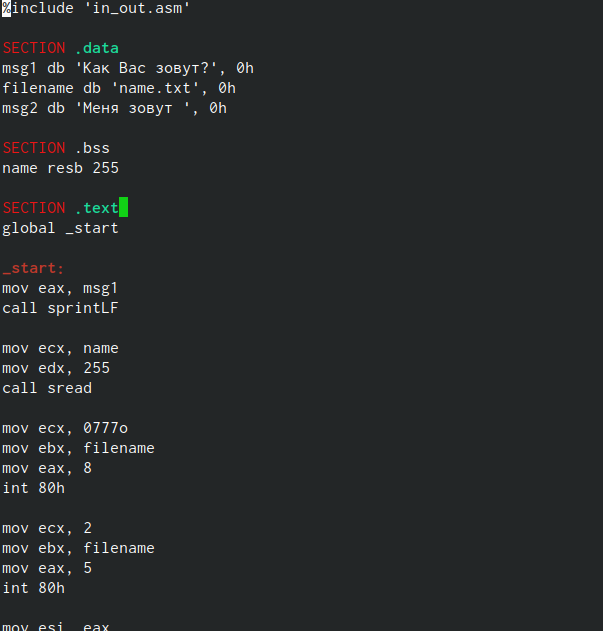 %include 'in_out.asm'
SECTION .data
msg1 db 'Как Вас зовут?', 0h
filename db 'name.txt', 0h
msg2 db 'Меня зовут ', 0h
SECTION .bss
name resb 255
SECTION .text
global _start
_start:
mov eax, msg1
call sprintLF
mov ecx, name
mov edx, 255
call sread
mov ecx, 0777o
mov ebx, filename
mov eax, 8
int 80h
mov ecx, 2
mov ebx, filename
mov eax, 5
int 80h
mov esi, eax